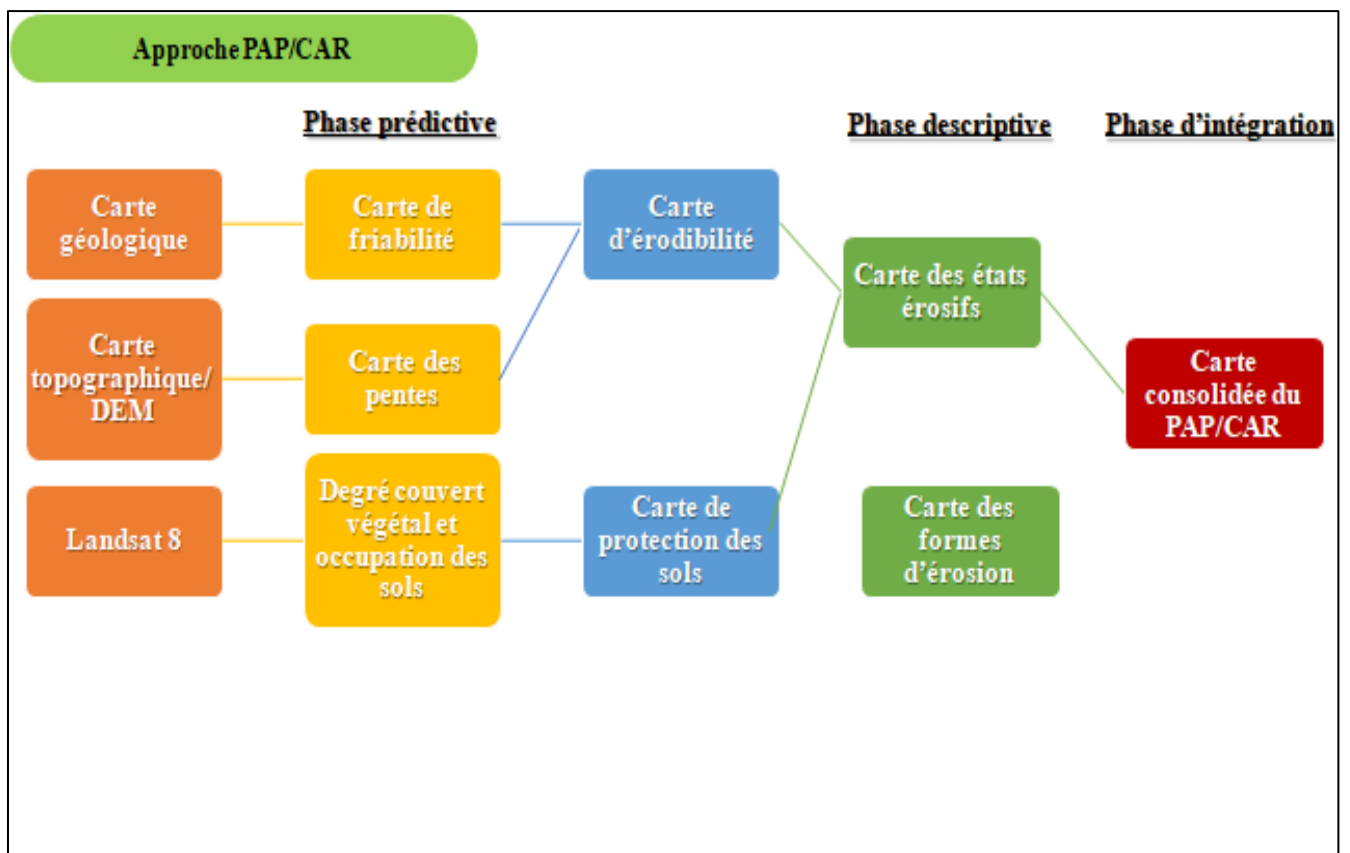 Approche PAP/CAR
Phase prédictive
Phase descriptive
Phase d'intégration
Carte
géologique
Carte de
friabilité
Carte
d'érodibilité
Carte des états
érosifs
Carte
topographique/
DEM
Carte des
pentes
Carte
consolidée du
PAP/CAR
Landsat 8
Degré couvert
végétal et
occupation des
sols
Carte de
protection des
sols
Carte des
formes
d'érosion